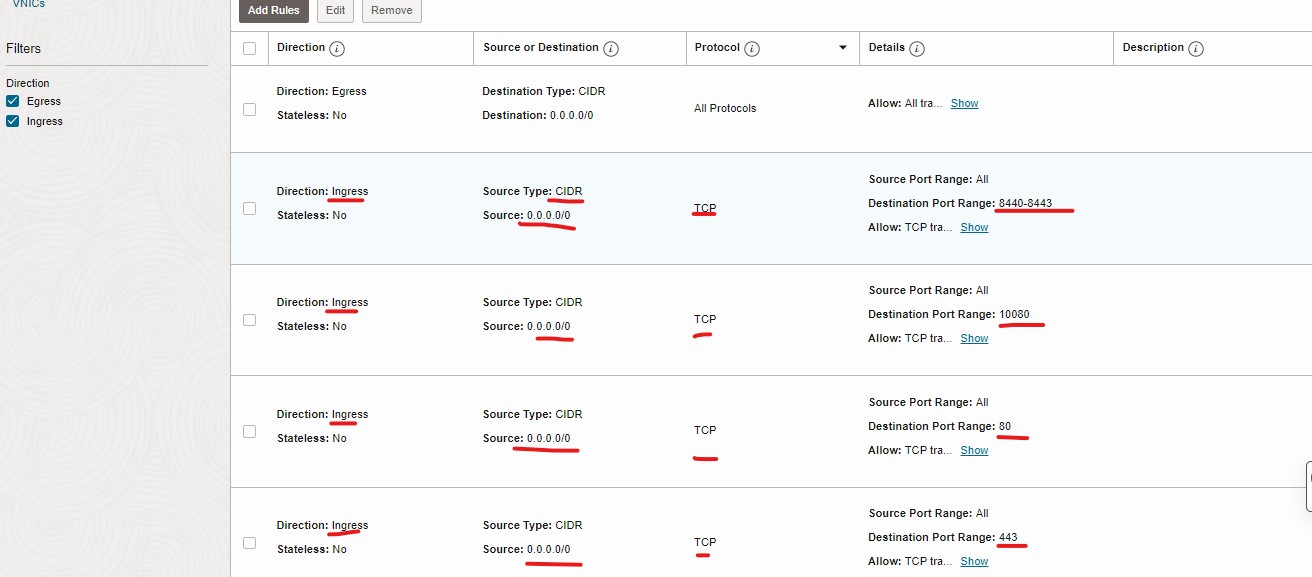 VNICs
Filters
Direction
Egress
Ingress
Add Rules Edit Remove
Direction Source or Destination Protocol Details Description
Direction: Egress Destination Type: CIDR
Stateless: No Destination: 0.0.0.0/0 All Protocols Allow: All tra... Show
Source Port Range: All
Direction: Ingress Source Type: CIDR TCP Destination Port Range: 8440-8443
Stateless: No Source: 0.0.0.0/0 Allow: TCP tra... Show
Source Port Range: All
Direction: Ingress Source Type: CIDR TCP Destination Port Range: 10080
Stateless: No Source: 0.0.0.0/0 Allow: TCP tra... Show
Source Port Range: All
Direction: Ingress Source Type: CIDR TCP Destination Port Range: 80
Stateless: No Source: 0.0.0.0/0 Allow: TCP tra... Show
Source Port Range: All
Direction: Ingress Source Type: CIDR TCP Destination Port Range: 443
Stateless: No Source: 0.0.0.0/0 Allow: TCP tra... Show